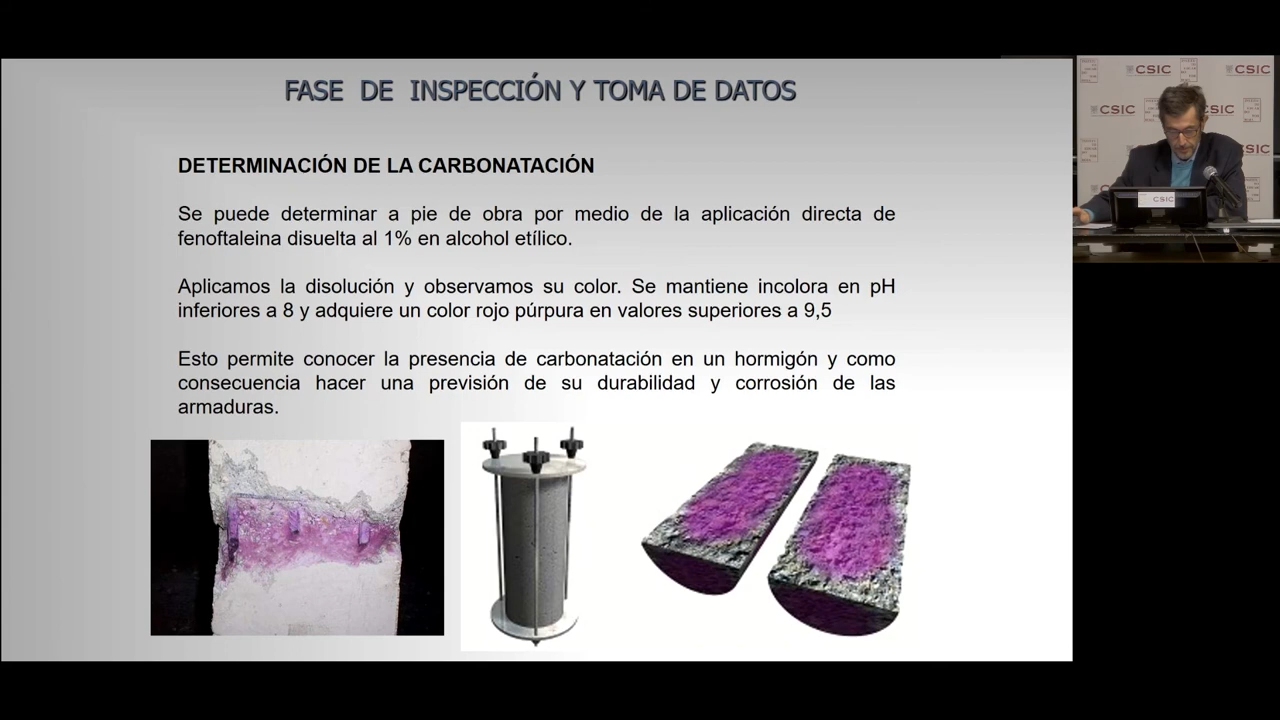 FASE DE INSPECCIÓN Y TOMA DE DATOS
DETERMINACIÓN DE LA CARBONATACIÓN
Se puede determinar a pie de obra por medio de la aplicación directa de
fenoftaleina disuelta al 1% en alcohol etílico.
Aplicamos la disolución y observamos su color. Se mantiene incolora en pH
inferiores a 8 y adquiere un color rojo púrpura en valores superiores a 9,5
Esto permite conocer la presencia de carbonatación en un hormigón y como
consecuencia hacer una previsión de su durabilidad y corrosión de las
armaduras.
CSIC
CSIC
CSIC
CSIC
CSIC
CSIC